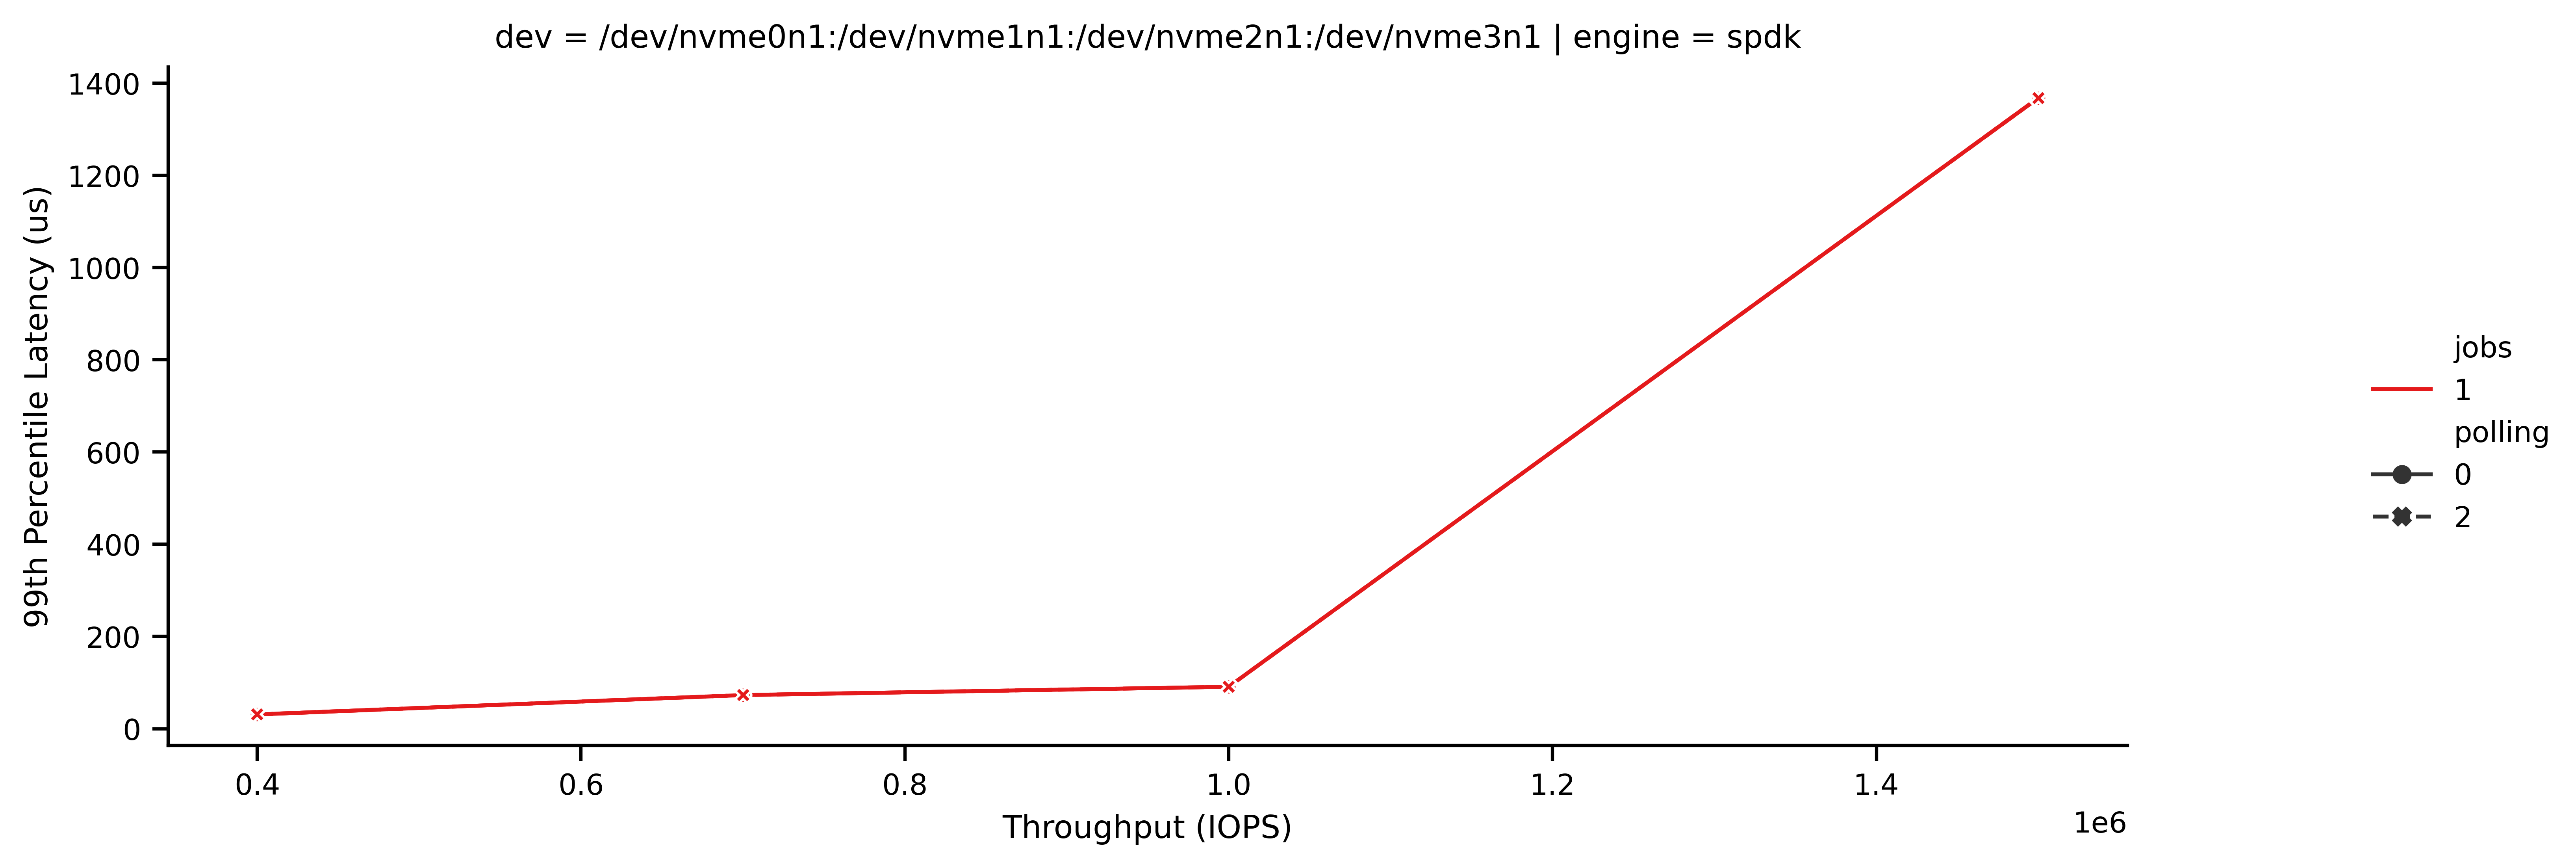 dev = /dev/nvme0n1:/dev/nvme1n1:/dev/nvme2n1:/dev/nvme3n1 | engine = spdk
99th Percentile Latency (us)
1400
1200
1000
800
600
400
200
0
0.4 0.6 0.8 1.0 1.2 1.4
1e6
Throughput (IOPS)
jobs
1
polling
0
2